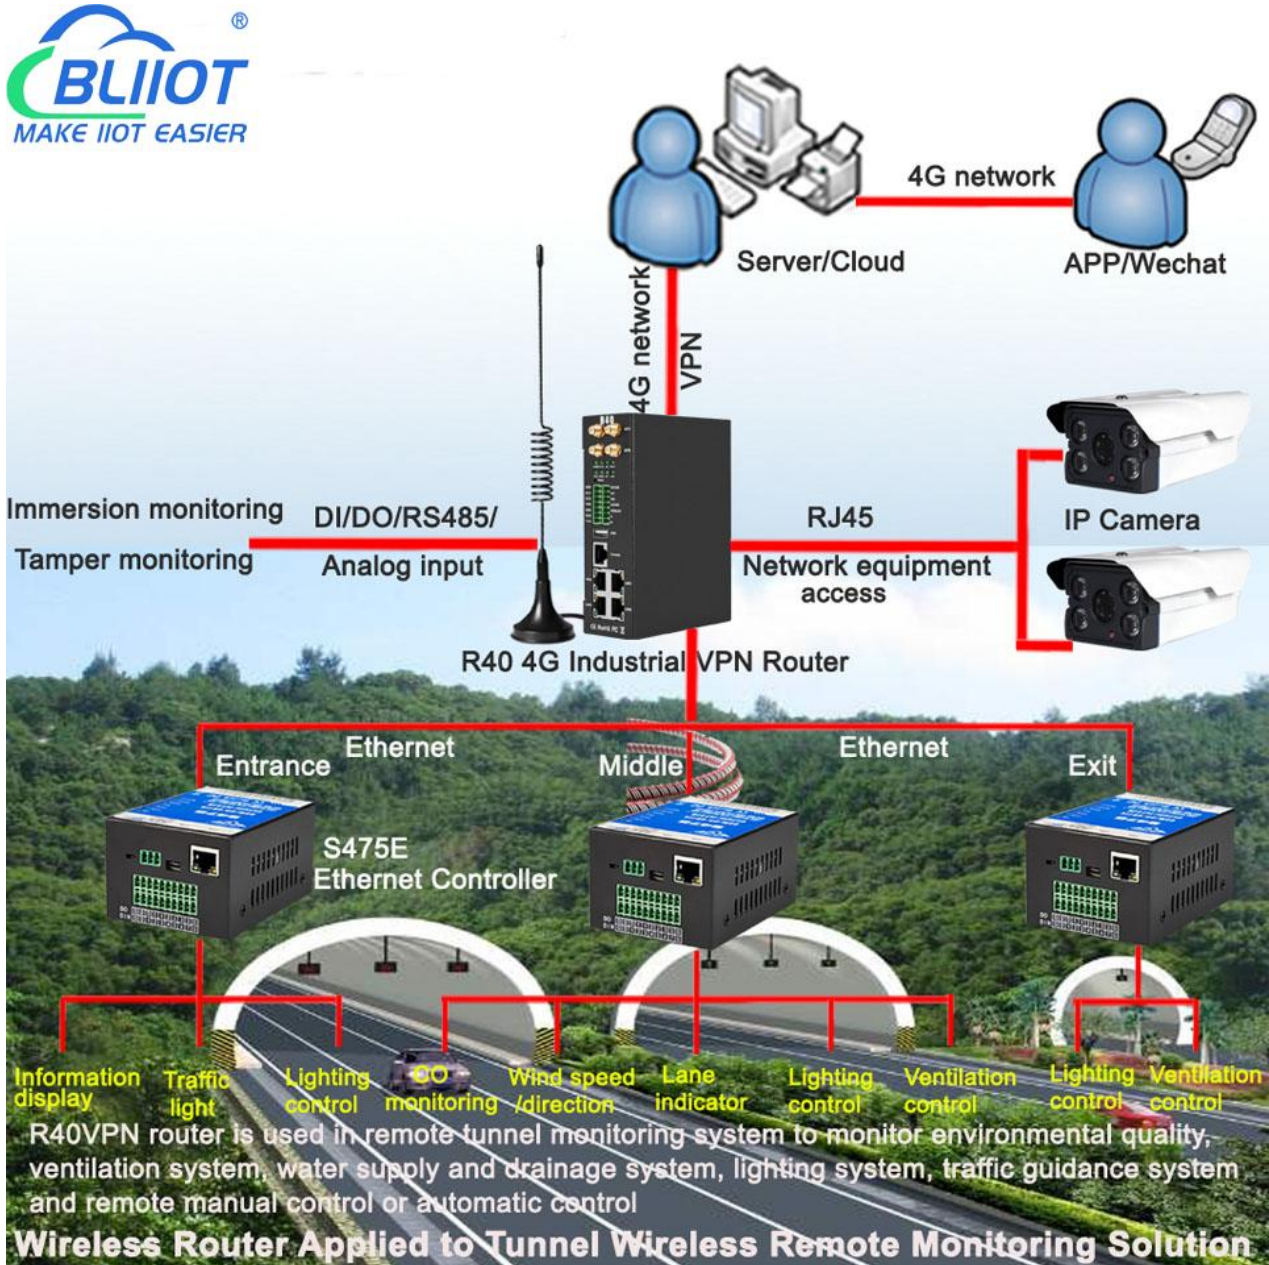 ®
BLIIOT
MAKE IIOT EASIER
4G network
Server/Cloud
APP/Wechat
4G network
VPN
R40
Immersion monitoring
Tamper monitoring
DI/DO/RS485/
Analog input
RJ45
Network equipment
access
IP Camera
R40 4G Industrial VPN Router
Ethernet
Ethernet
Entrance
Middle
Exit
S475E
Ethernet Controller
Information
display
Traffic
light
Lighting
control
CO
monitoring
Wind speed
/direction
Lane
indicator
Lighting
control
Ventilation
control
Lighting
control
Ventilation
control
R40VPN router is used in remote tunnel monitoring system to monitor environmental quality,
ventilation system, water supply and drainage system, lighting system, traffic guidance system
and remote manual control or automatic control
Wireless Router Applied to Tunnel Wireless Remote Monitoring Solution